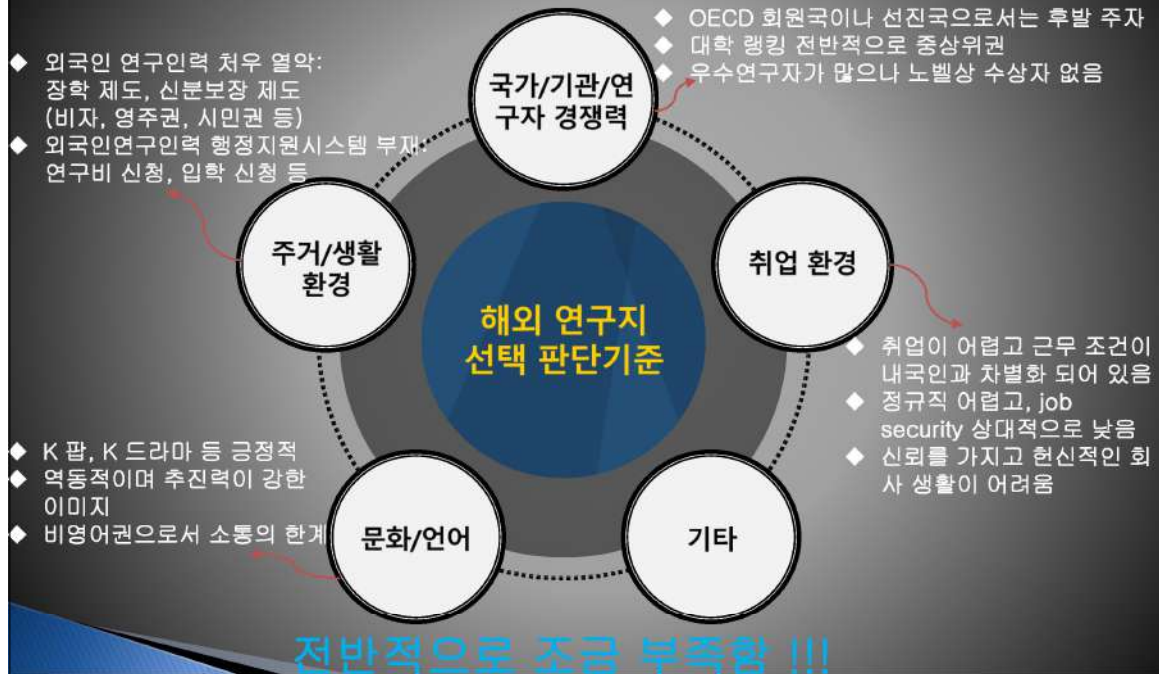 OECD 회원국이나 선진국으로서는 후발 주자
대학 랭킹 전반적으로 중상위권
우수연구자가 많으나 노벨상 수상자 없음
국가/기관/연
구자 경쟁력
외국인 연구인력 처우 열악:
장학 제도, 신분보장 제도
(비자, 영주권, 시민권 등)
외국인연구인력 행정지원시스템 부재:
연구비 신청, 입학 신청 등
주거/생활
환경
취업 환경
해외 연구지
선택 판단기준
취업이 어렵고 근무 조건이
내국인과 차별화 되어 있음
정규직 어렵고, job
security 상대적으로 낮음
신뢰를 가지고 헌신적인 회
사 생활이 어려움
K 팝, K 드라마 등 긍정적
역동적이며 추진력이 강한
이미지
비영어권으로서 소통의 한계
문화/언어
기타
전반적으로 조금 부족함 !!!